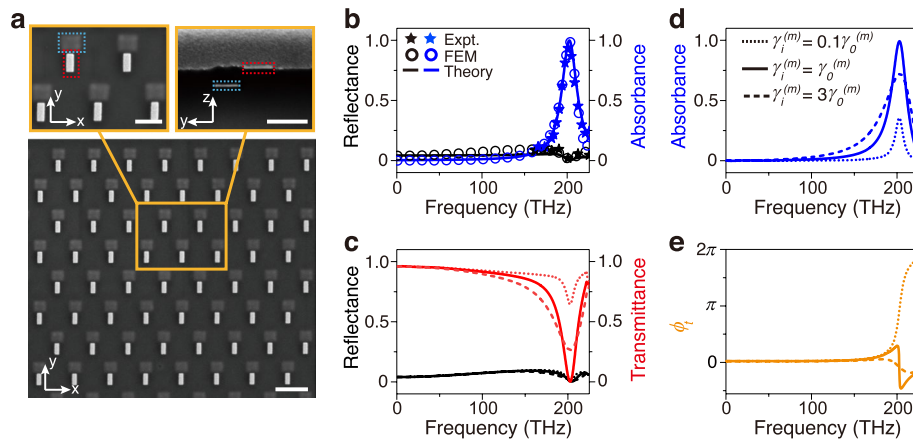 a
y
x
z
y
y
x
b
Reflectance
1.0
0.5
0
Expt.
FEM
Theory
1.0
0.5
0
Absorbance
0
100
200
Frequency (THz)
c
Reflectance
1.0
0.5
0
1.0
0.5
0
Transmittance
0
100
200
Frequency (THz)
d
Absorbance
1.0
0.5
0
γᵢ⁽ᵐ⁾ = 0.1γ₀⁽ᵐ⁾
γᵢ⁽ᵐ⁾ = γ₀⁽ᵐ⁾
γᵢ⁽ᵐ⁾ = 3γ₀⁽ᵐ⁾
0
100
200
Frequency (THz)
e
ϕₜ
2π
π
0
0
100
200
Frequency (THz)